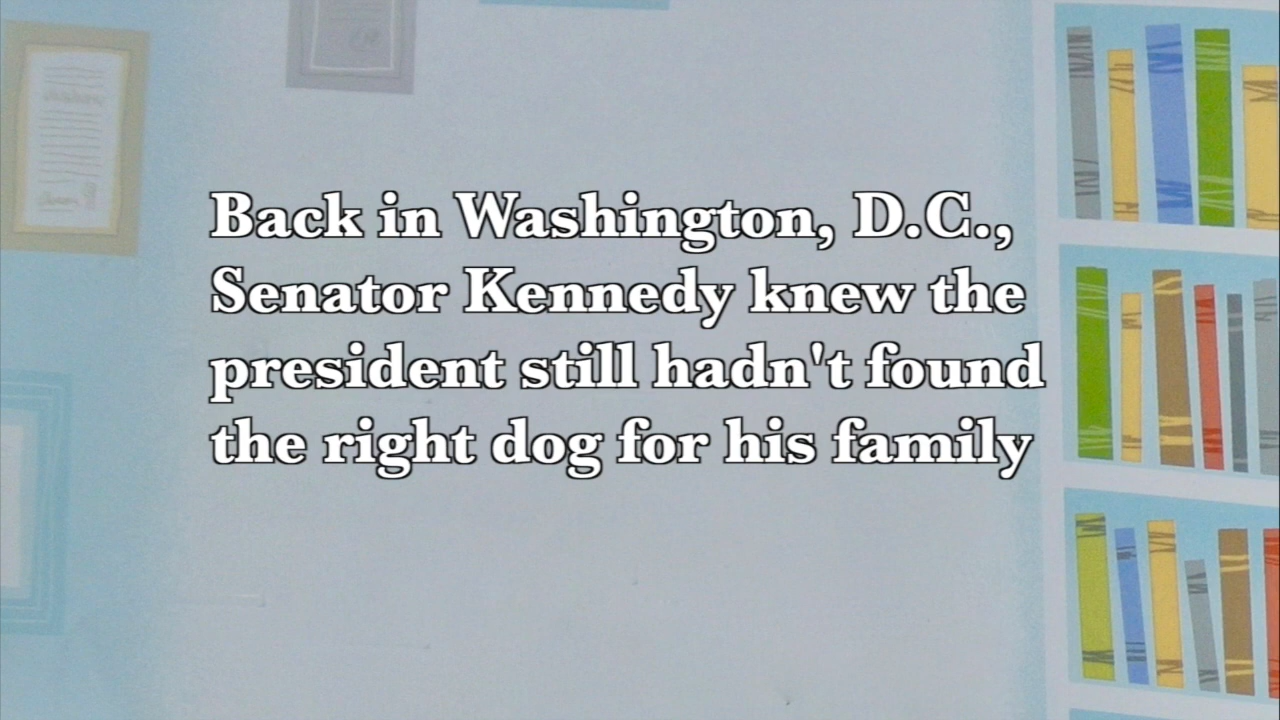 Back in Washington, D.C.,
Senator Kennedy knew the
president still hadn't found
the right dog for his family